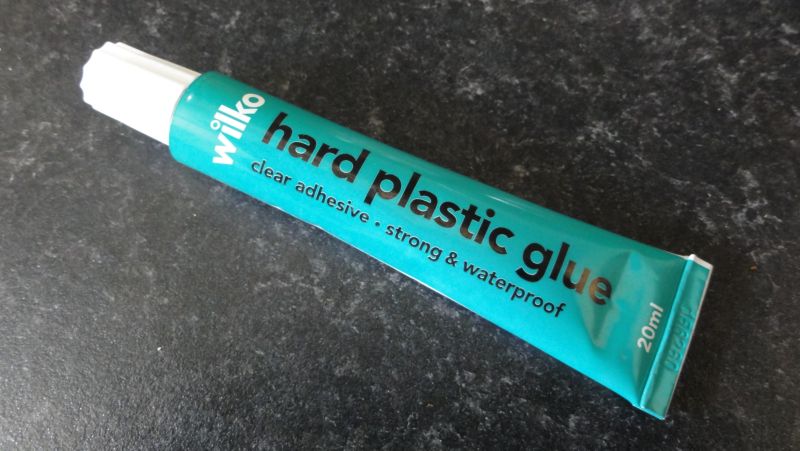 wilko
hard plastic glue
clear adhesive • strong & waterproof
20ml